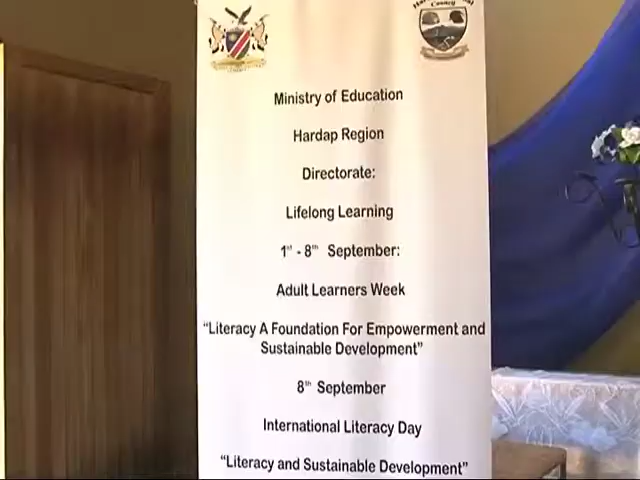 Ministry of Education
Hardap Region
Directorate:
Lifelong Learning
1st - 8th September:
Adult Learners Week
“Literacy A Foundation For Empowerment and
Sustainable Development”
8th September
International Literacy Day
“Literacy and Sustainable Development”